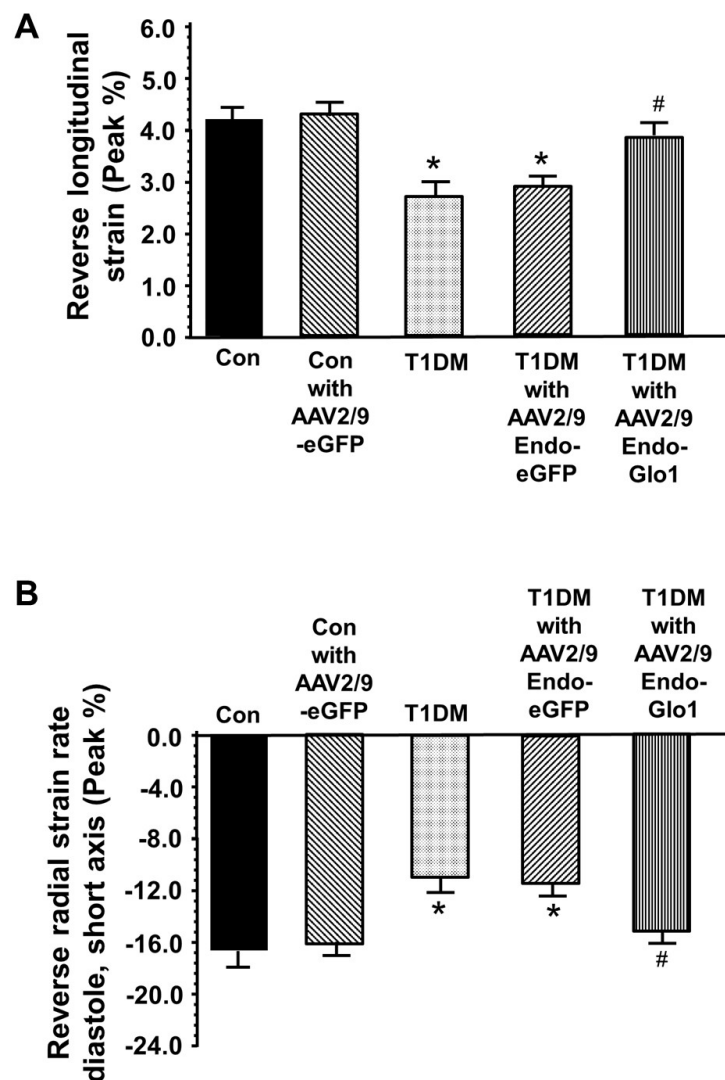 A
Reverse longitudinal
strain (Peak %)
6.0
5.0
4.0
3.0
2.0
1.0
0.0
*
*
#
Con
Con
with
AAV2/9
-eGFP
T1DM
T1DM
with
AAV2/9
Endo-
eGFP
T1DM
with
AAV2/9
Endo-
Glo1
B
Reverse radial strain rate
diastole, short axis (Peak %)
Con
Con
with
AAV2/9
-eGFP
T1DM
T1DM
with
AAV2/9
Endo-
eGFP
T1DM
with
AAV2/9
Endo-
Glo1
0.0
-4.0
-8.0
-12.0
-16.0
-20.0
-24.0
*
*
#